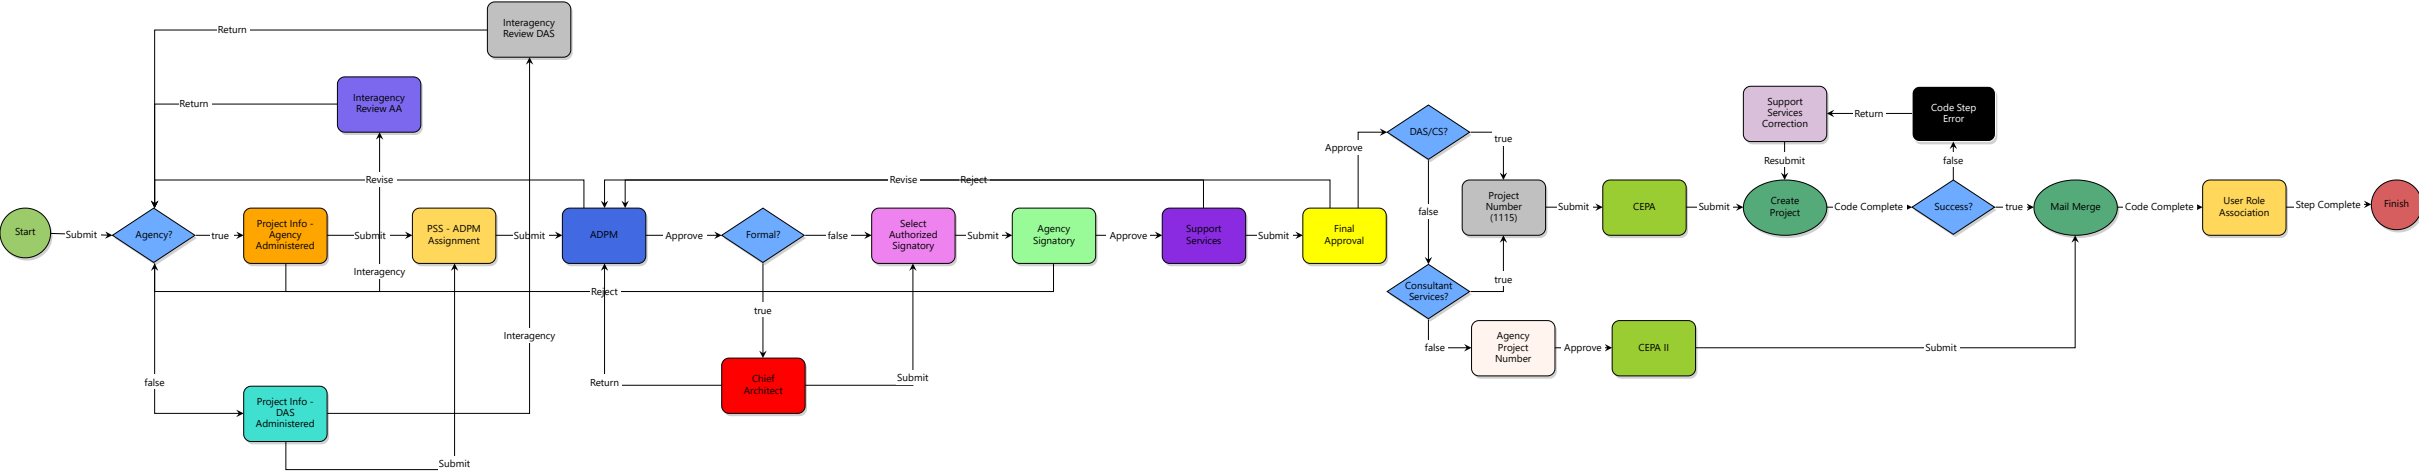 Interagency
Review DAS
Return
Interagency
Review AA
Return
Support
Services
Correction
Return
Code Step
Error
DAS/CS?
true
Approve
Resubmit
false
Revise
Revise
Reject
Start
Submit
Agency?
true
Project Info -
Agency
Administered
Submit
PSS - ADPM
Assignment
Submit
ADPM
Approve
Formal?
false
Select
Authorized
Signatory
Submit
Agency
Signatory
Approve
Support
Services
Submit
Final
Approval
false
Project
Number
(1115)
Submit
CEPA
Submit
Create
Project
Code Complete
Success?
true
Mail Merge
Code Complete
User Role
Association
Step Complete
Finish
Interagency
Reject
Consultant
Services?
true
true
Interagency
false
Agency
Project
Number
Approve
CEPA II
Submit
false
Return
Chief
Architect
Submit
Project Info -
DAS
Administered
Submit